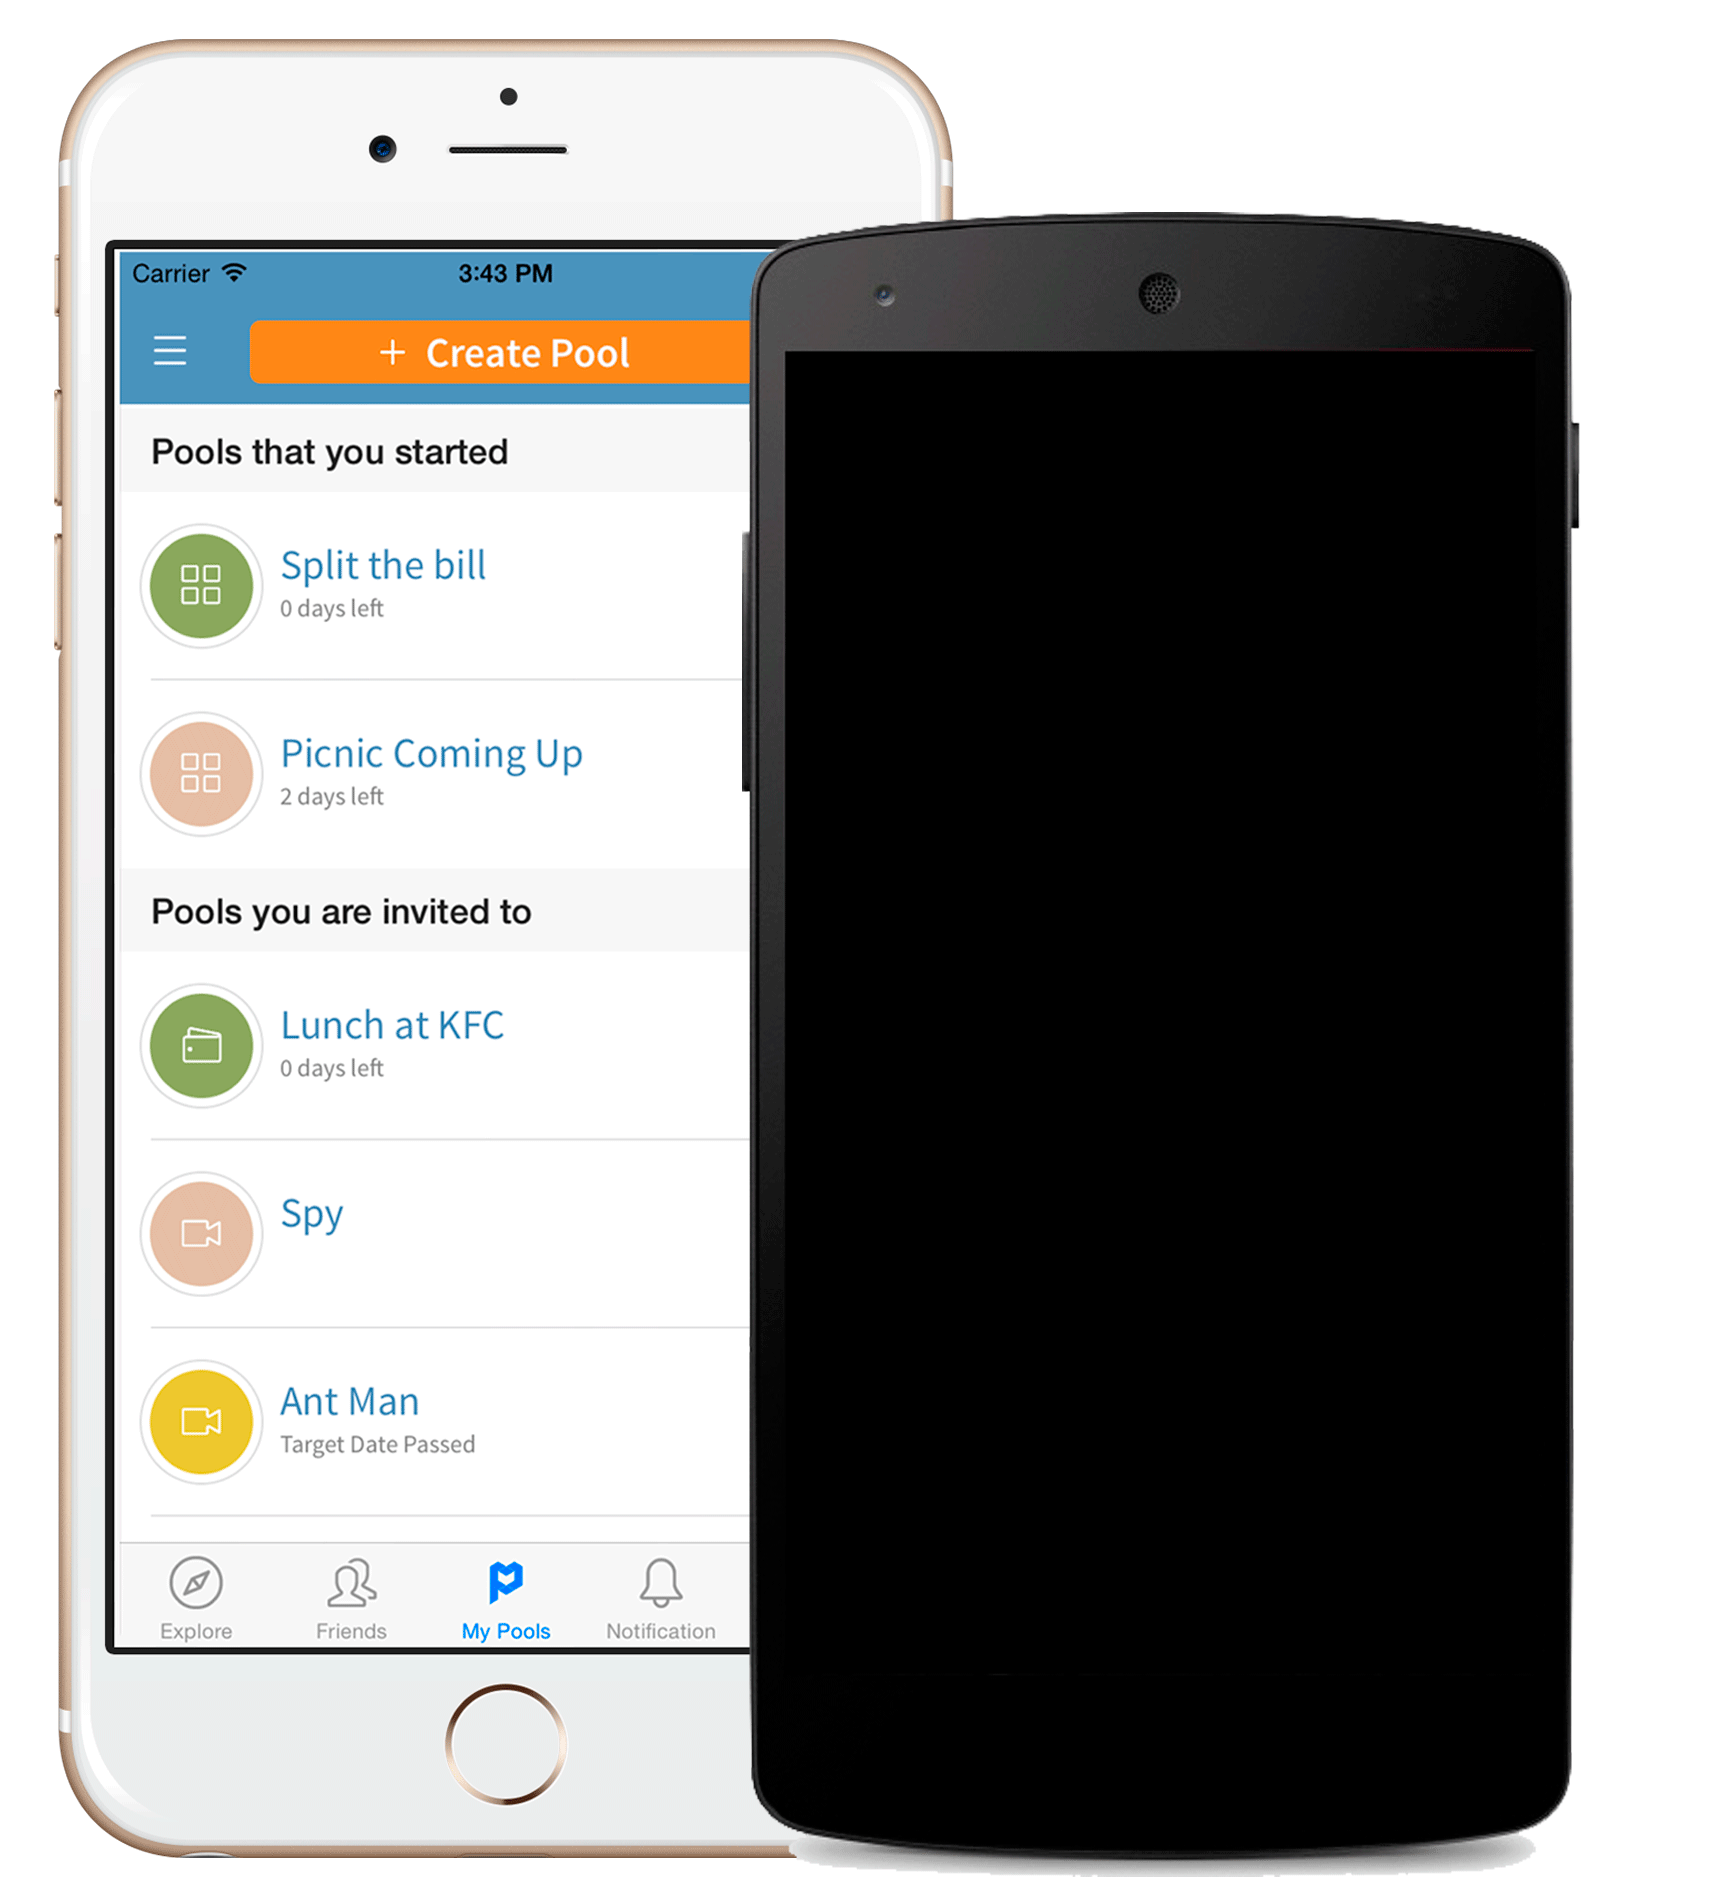 Carrier
3:43 PM
+ Create Pool
Pools that you started
Split the bill
0 days left
Picnic Coming Up
2 days left
Pools you are invited to
Lunch at KFC
0 days left
Spy
Ant Man
Target Date Passed
Explore
Friends
My Pools
Notification